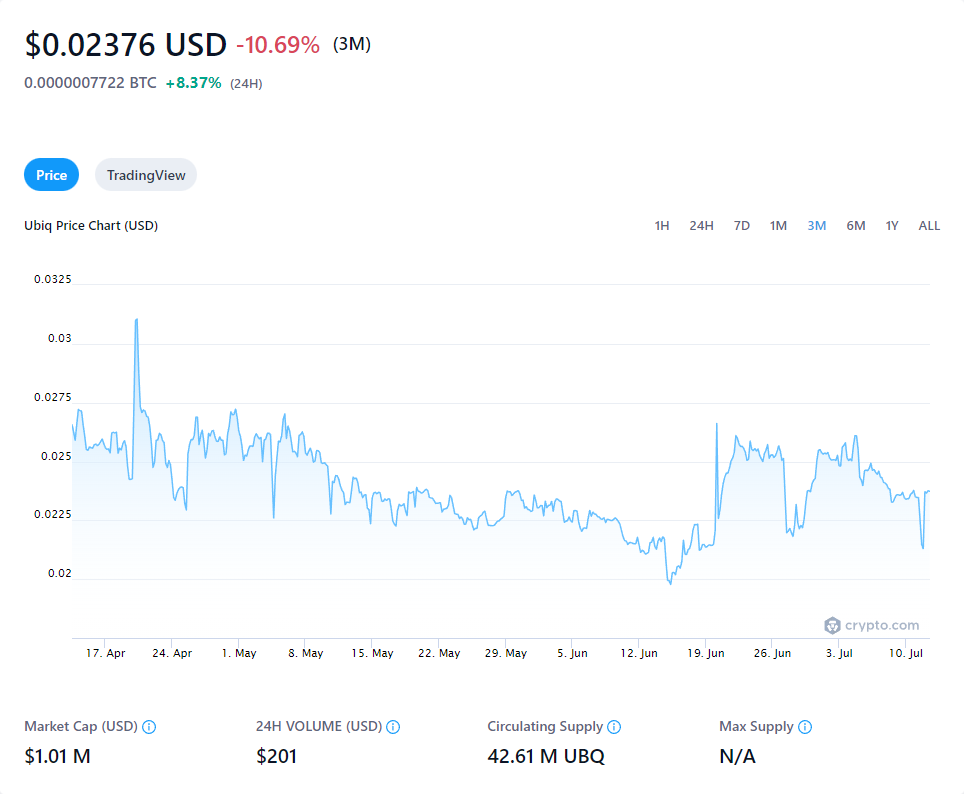 $0.02376 USD -10.69% (3M)
0.0000007722 BTC +8.37% (24H)
Price TradingView
Ubiq Price Chart (USD) 1H 24H 7D 1M 3M 6M 1Y ALL
0.0325
0.03
0.0275
0.025
0.0225
0.02
crypto.com
17. Apr 24. Apr 1. May 8. May 15. May 22. May 29. May 5. Jun 12. Jun 19. Jun 26. Jun 3. Jul 10. Jul
Market Cap (USD) 24H VOLUME (USD) Circulating Supply Max Supply
$1.01 M $201 42.61 M UBQ N/A